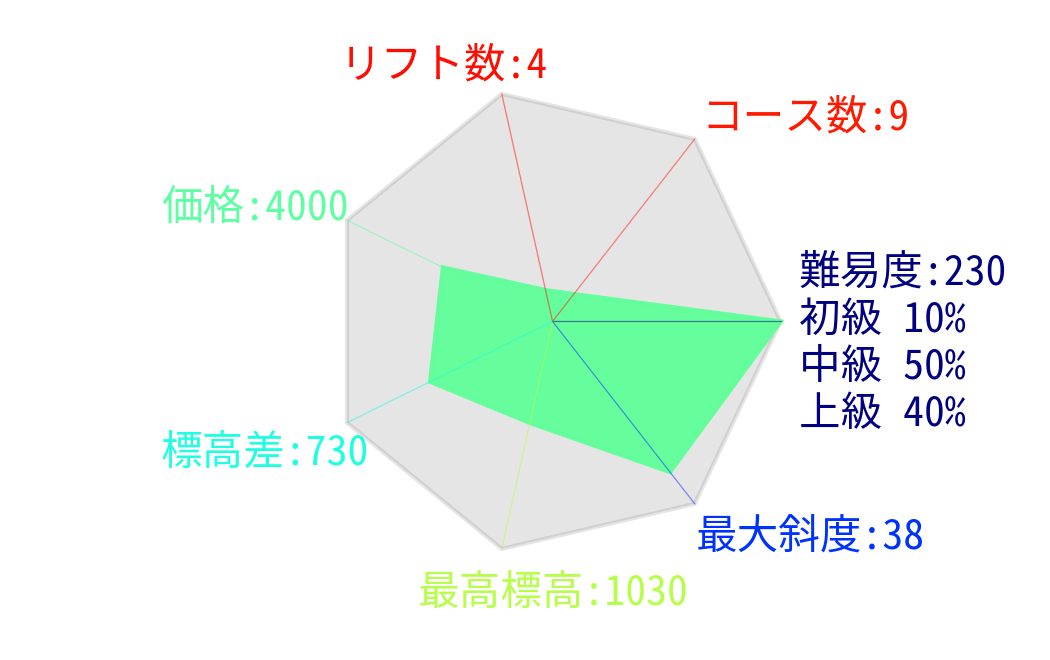 リフト数:4
コース数:9
価格:4000
難易度:230
初級 10%
中級 50%
上級 40%
標高差:730
最大斜度:38
最高標高:1030